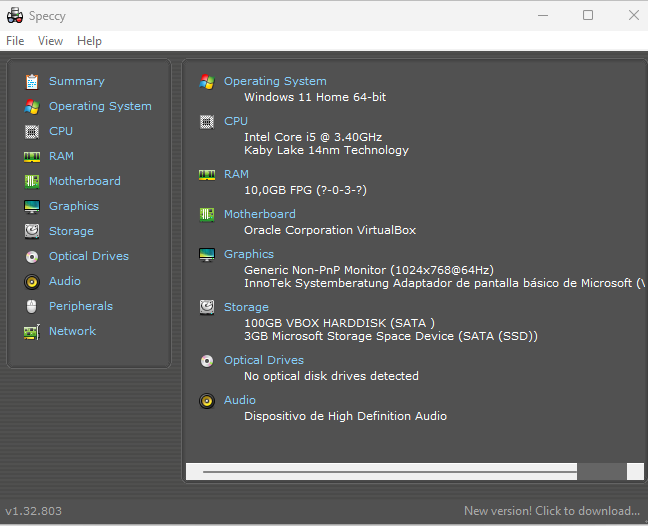 Speccy
File View Help
Summary
Operating System
CPU
RAM
Motherboard
Graphics
Storage
Optical Drives
Audio
Peripherals
Network
Operating System
Windows 11 Home 64-bit
CPU
Intel Core i5 @ 3.40GHz
Kaby Lake 14nm Technology
RAM
10,0GB FPG (?-0-3-?)
Motherboard
Oracle Corporation VirtualBox
Graphics
Generic Non-PnP Monitor (1024x768@64Hz)
InnoTek Systemberatung Adaptador de pantalla básico de Microsoft (
Storage
100GB VBOX HARDDISK (SATA )
3GB Microsoft Storage Space Device (SATA (SSD))
Optical Drives
No optical disk drives detected
Audio
Dispositivo de High Definition Audio
v1.32.803
New version! Click to download...